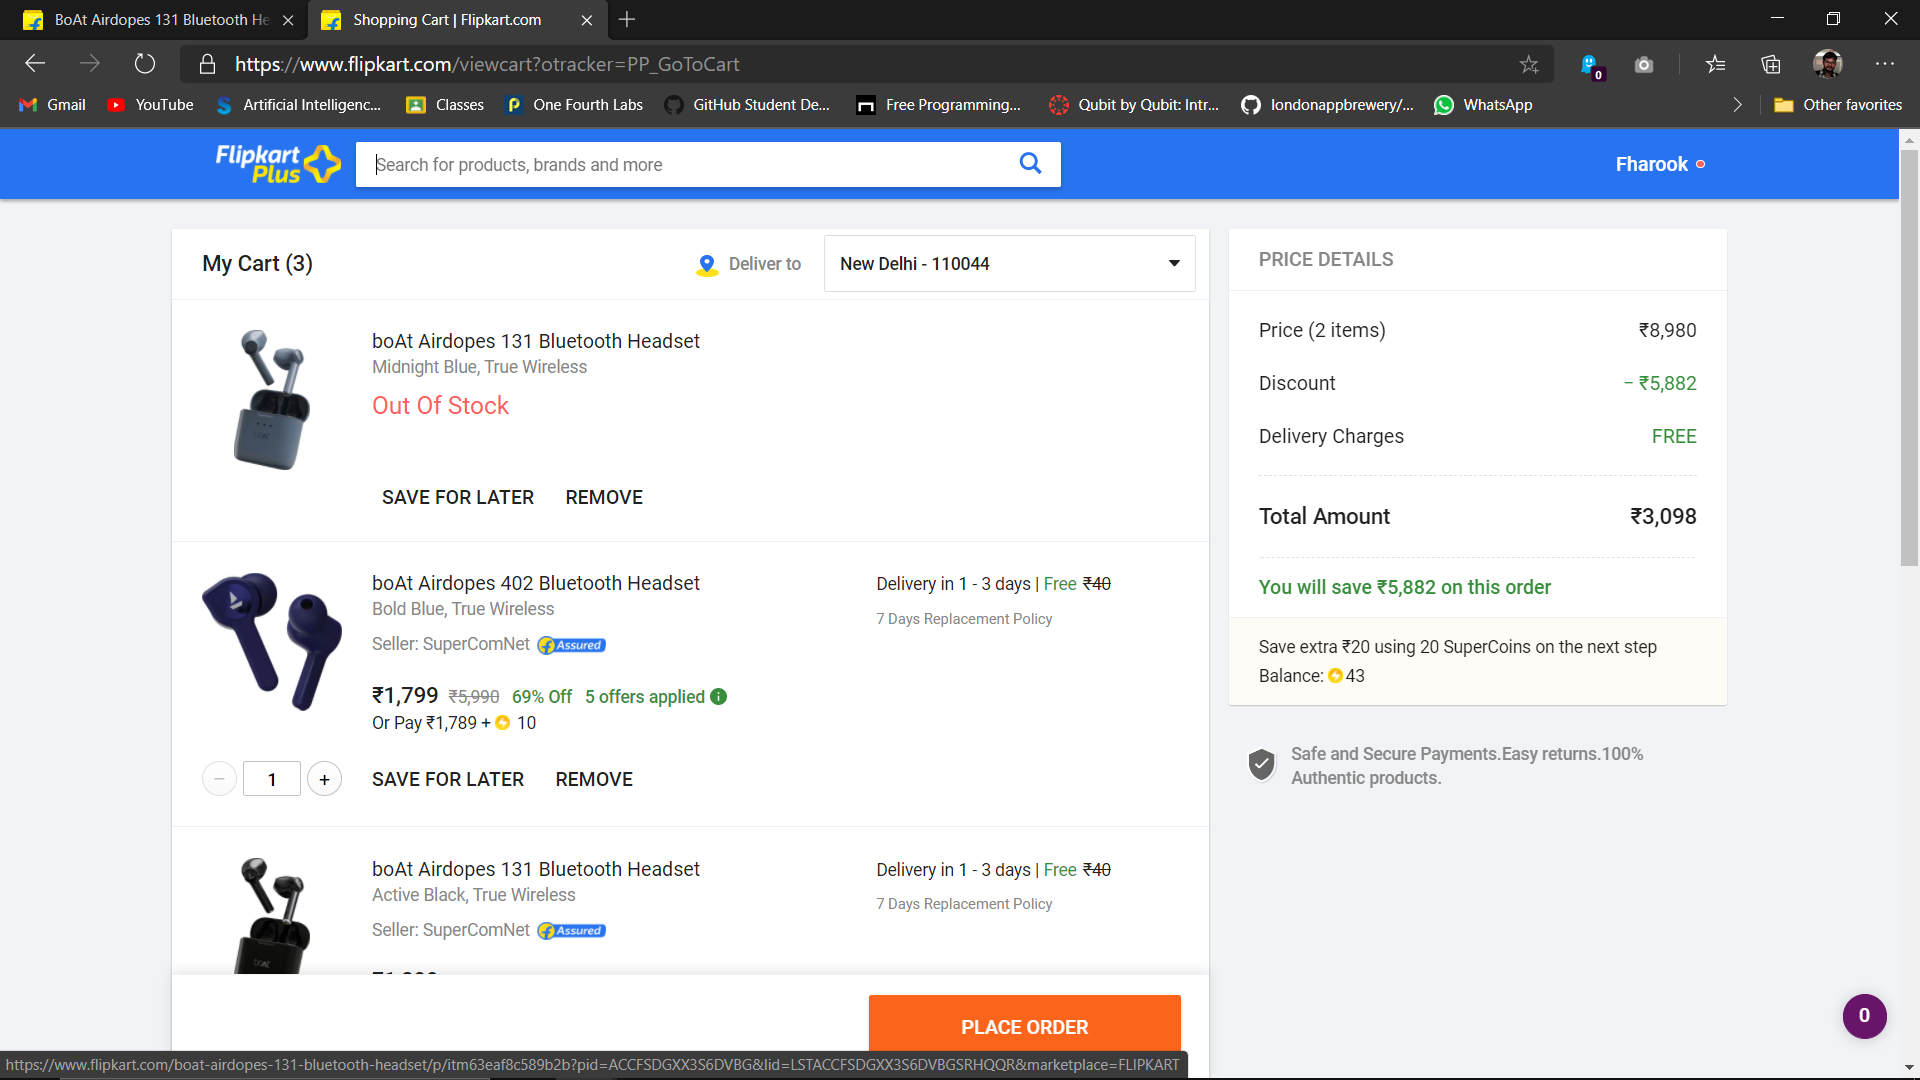 BoAt Airdopes 131 Bluetooth He
Shopping Cart | Flipkart.com
https://www.flipkart.com/viewcart?otracker=PP_GoToCart
0
Gmail
YouTube
Artificial Intelligenc...
Classes
One Fourth Labs
GitHub Student De...
Free Programming...
Qubit by Qubit: Intr...
londonappbrewery/...
WhatsApp
Other favorites
Flipkart
Plus
Search for products, brands and more
Fharook
My Cart (3)
Deliver to
New Delhi - 110044
boAt Airdopes 131 Bluetooth Headset
Midnight Blue, True Wireless
Out Of Stock
SAVE FOR LATER REMOVE
boAt Airdopes 402 Bluetooth Headset
Bold Blue, True Wireless
Seller: SuperComNet Assured
₹1,799 ₹5,990 69% Off 5 offers applied
Or Pay ₹1,789 + 10
Delivery in 1 - 3 days | Free ₹40
7 Days Replacement Policy
− 1 +
SAVE FOR LATER REMOVE
boAt Airdopes 131 Bluetooth Headset
Active Black, True Wireless
Seller: SuperComNet Assured
Delivery in 1 - 3 days | Free ₹40
7 Days Replacement Policy
boAt
PLACE ORDER
PRICE DETAILS
Price (2 items) ₹8,980
Discount − ₹5,882
Delivery Charges FREE
Total Amount ₹3,098
You will save ₹5,882 on this order
Save extra ₹20 using 20 SuperCoins on the next step
Balance: 43
Safe and Secure Payments.Easy returns.100%
Authentic products.
0
https://www.flipkart.com/boat-airdopes-131-bluetooth-headset/p/itm63eaf8c589b2b?pid=ACCFSDGXX3S6DVBG&lid=LSTACCFSDGXX3S6DVBGSRHQQR&marketplace=FLIPKART